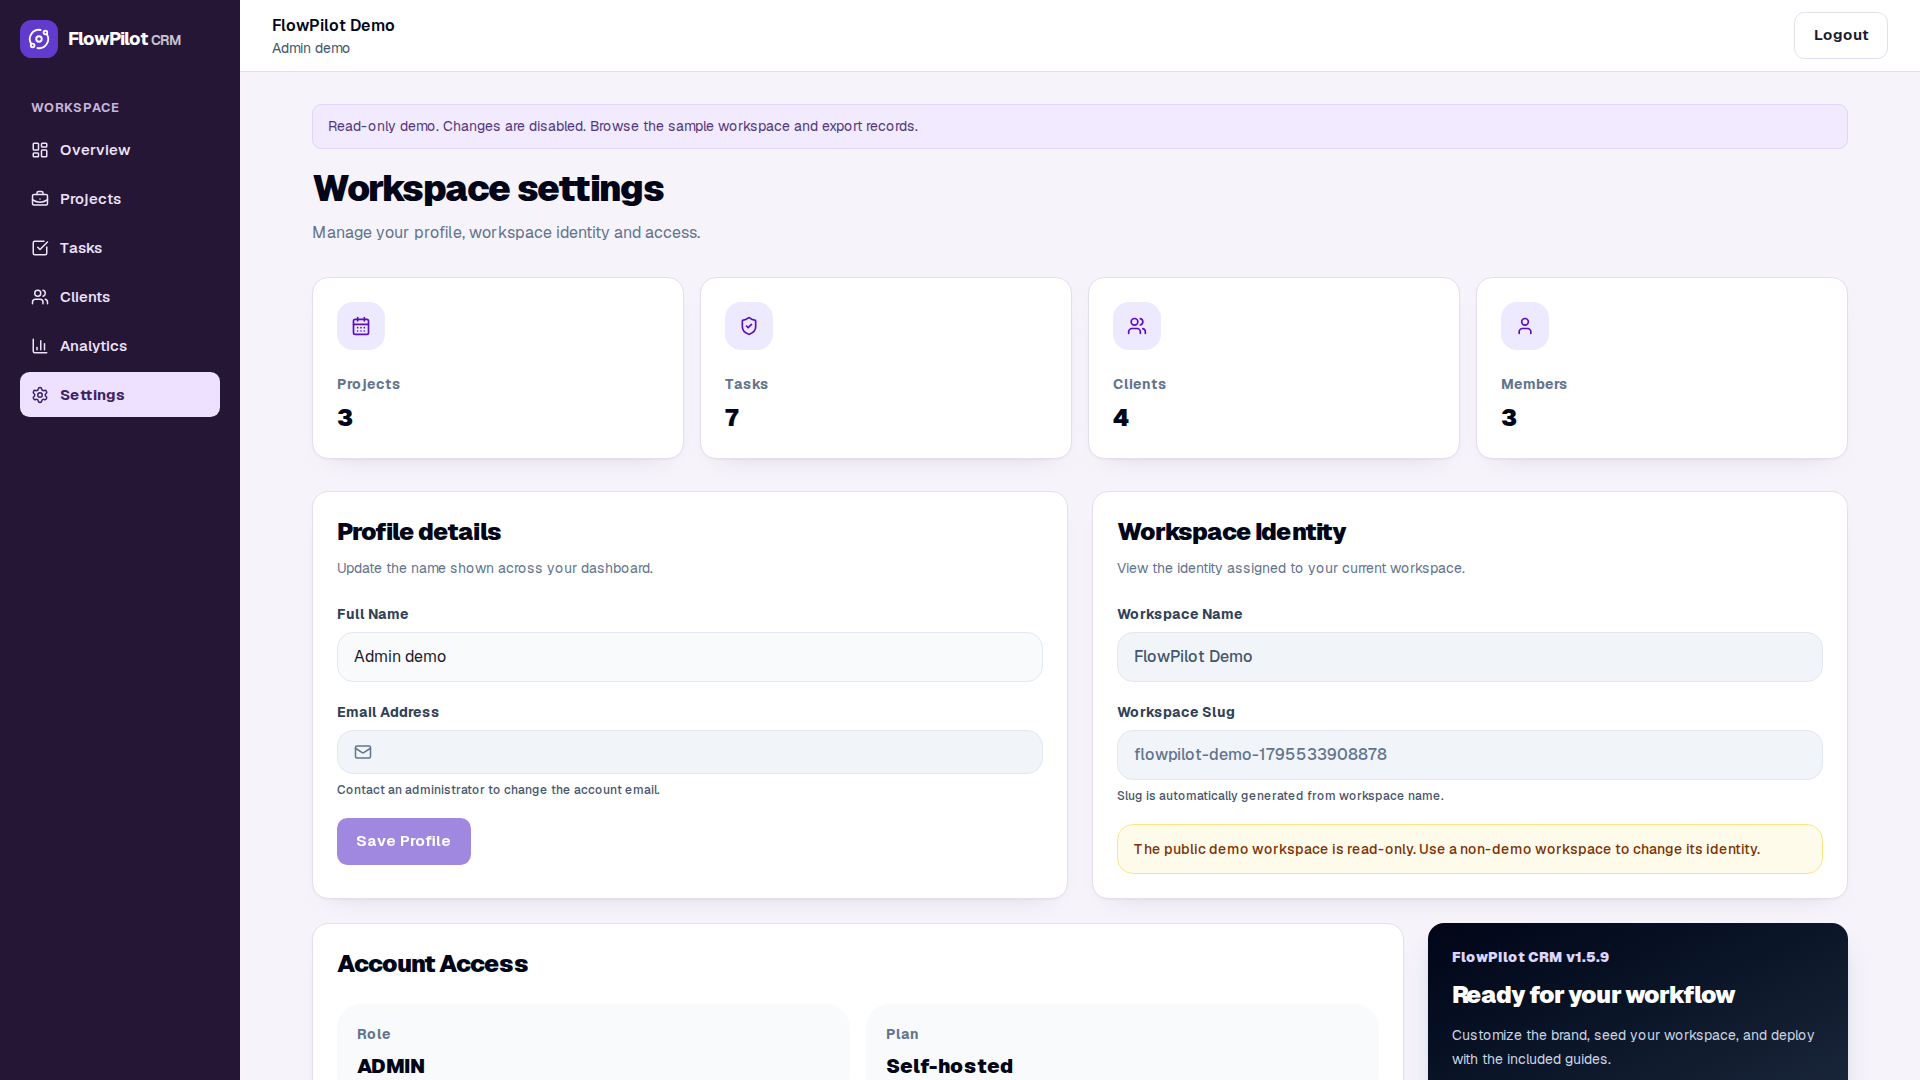 FlowPilot CRM
WORKSPACE
Overview
Projects
Tasks
Clients
Analytics
Settings
FlowPilot Demo
Admin demo
Logout
Read-only demo. Changes are disabled. Browse the sample workspace and export records.
Workspace settings
Manage your profile, workspace identity and access.
Projects
3
Tasks
7
Clients
4
Members
3
Profile details
Update the name shown across your dashboard.
Full Name
Admin demo
Email Address
Contact an administrator to change the account email.
Save Profile
Workspace Identity
View the identity assigned to your current workspace.
Workspace Name
FlowPilot Demo
Workspace Slug
flowpilot-demo-1795533908878
Slug is automatically generated from workspace name.
The public demo workspace is read-only. Use a non-demo workspace to change its identity.
Account Access
Role
ADMIN
Plan
Self-hosted
FlowPilot CRM v1.5.9
Ready for your workflow
Customize the brand, seed your workspace, and deploy
with the included guides.